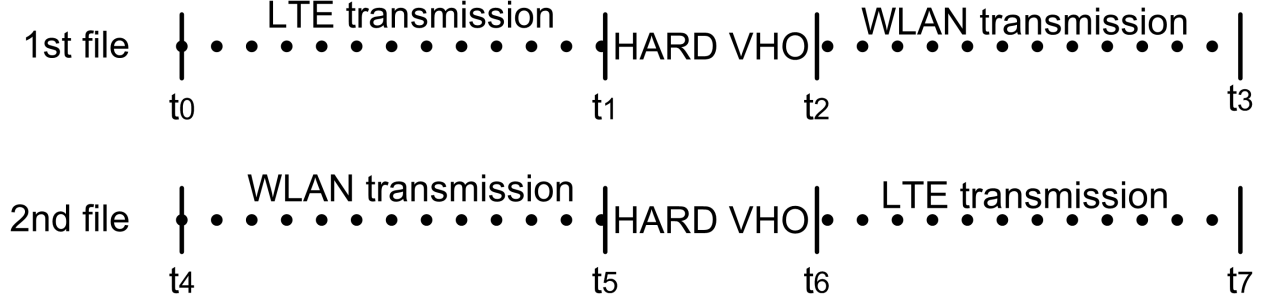 LTE transmission
WLAN transmission
1st file
HARD VHO
t0
t1
t2
t3
WLAN transmission
LTE transmission
2nd file
HARD VHO
t4
t5
t6
t7